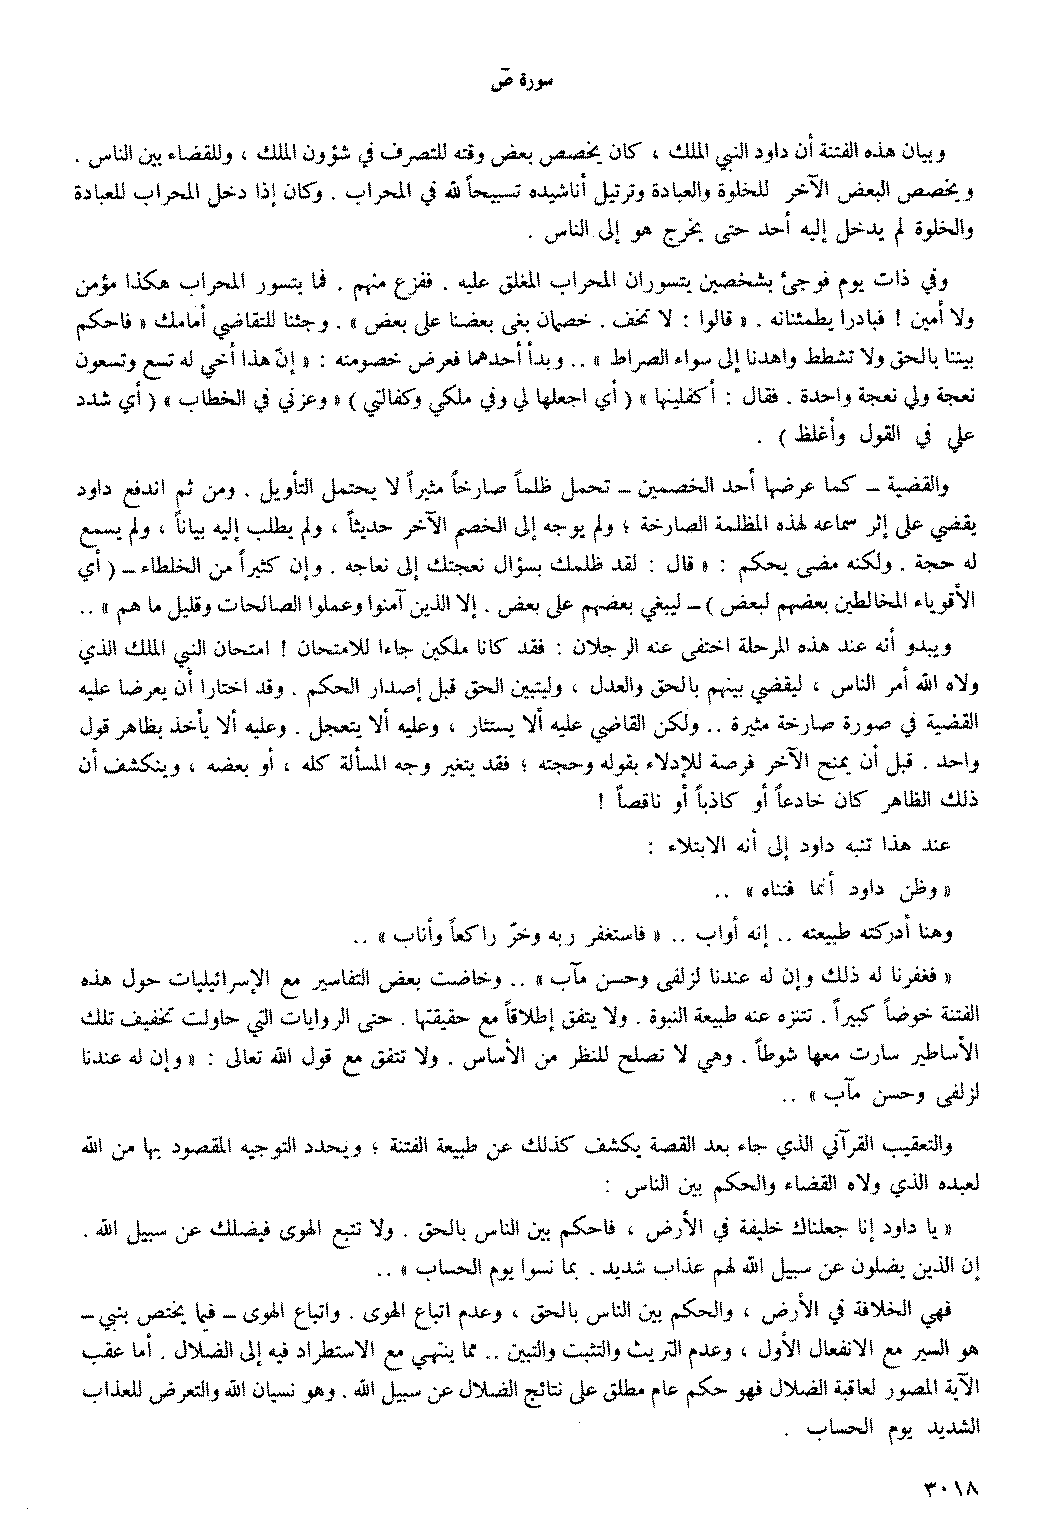 سورة صٓ
وبيان هذه الفتنة أن داود النبي الملك ، كان يخصص بعض وقته للتصرف في شؤون الملك ، وللقضاء بين الناس .
ويخصص البعض الآخر للخلوة والعبادة وترتيل أناشيده تسبيحاً لله في المحراب . وكان إذا دخل المحراب للعبادة
والخلوة لم يدخل إليه أحد حتى يخرج هو إلى الناس .
وفي ذات يوم فوجئ بشخصين يتسوران المحراب المغلق عليه . ففزع منهم . فما يتسور المحراب هكذا مؤمن
ولا أمين ! فبادرا يطمئنانه . « قالوا : لا تخف . خصمان بغى بعضنا على بعض » . وجئنا للتقاضي أمامك « فاحكم
بيننا بالحق ولا تشطط واهدنا إلى سواء الصراط » .. وبدأ أحدهما فعرض خصومته : « إنّ هذا أخي له تسع وتسعون
نعجة ولي نعجة واحدة . فقال : أكفلنيها » ( أي اجعلها لي وفي ملكي وكفالتي ) « وعزني في الخطاب » ( أي شدد
علي في القول وأغلظ ) .
والقضية – كما عرضها أحد الخصمين – تحمل ظلماً صارخاً مثيراً لا يحتمل التأويل . ومن ثم اندفع داود
يقضي على إثر سماعه لهذه المظلمة الصارخة ؛ ولم يوجه إلى الخصم الآخر حديثاً ، ولم يطلب إليه بياناً ، ولم يسمع
له حجة . ولكنه مضى يحكم : « قال : لقد ظلمك بسؤال نعجتك إلى نعاجه . وإن كثيراً من الخلطاء – ( أي
الأقوياء المخالطين بعضهم لبعض ) – ليبغي بعضهم على بعض . إلا الذين آمنوا وعملوا الصالحات وقليل ما هم » ..
ويبدو أنه عند هذه المرحلة اختفى عنه الرجلان : فقد كانا ملكين جاءا للامتحان ! امتحان النبي الملك الذي
ولاه الله أمر الناس ، ليقضي بينهم بالحق والعدل ، وليتبين الحق قبل إصدار الحكم . وقد اختارا أن يعرضا عليه
القضية في صورة صارخة مثيرة .. ولكن القاضي عليه ألا يستثار ، وعليه ألا يتعجل . وعليه ألا يأخذ بظاهر قول
واحد . قبل أن يمنح الآخر فرصة للإدلاء بقوله وحجته ؛ فقد يتغير وجه المسألة كله ، أو بعضه ، وينكشف أن
ذلك الظاهر كان خادعاً أو كاذباً أو ناقصاً !
عند هذا تنبه داود إلى أنه الابتلاء :
« وظن داود أنما فتناه » ..
وهنا أدركته طبيعته .. إنه أواب .. « فاستغفر ربه وخرّ راكعاً وأناب » ..
« فغفرنا له ذلك وإن له عندنا لزلفى وحسن مآب » .. وخاضت بعض التفاسير مع الإسرائيليات حول هذه
الفتنة خوضاً كبيراً . تتنزه عنه طبيعة النبوة . ولا يتفق إطلاقاً مع حقيقتها . حتى الروايات التي حاولت تخفيف تلك
الأساطير سارت معها شوطاً . وهي لا تصلح للنظر من الأساس . ولا تتفق مع قول الله تعالى : « وإن له عندنا
لزلفى وحسن مآب » ..
والتعقيب القرآني الذي جاء بعد القصة يكشف كذلك عن طبيعة الفتنة ؛ ويحدد التوجيه المقصود بها من الله
لعبده الذي ولاه القضاء والحكم بين الناس :
« يا داود إنا جعلناك خليفة في الأرض ، فاحكم بين الناس بالحق . ولا تتبع الهوى فيضلك عن سبيل الله .
إن الذين يضلون عن سبيل الله لهم عذاب شديد . بما نسوا يوم الحساب » ..
فهي الخلافة في الأرض ، والحكم بين الناس بالحق ، وعدم اتباع الهوى . واتباع الهوى – فيما يختص بنبي –
هو السير مع الانفعال الأول ، وعدم التريث والتثبت والتبين .. مما ينتهي مع الاستطراد فيه إلى الضلال . أما عقب
الآية المصور لعاقبة الضلال فهو حكم عام مطلق على نتائج الضلال عن سبيل الله . وهو نسيان الله والتعرض للعذاب
الشديد يوم الحساب .
٣٠١٨